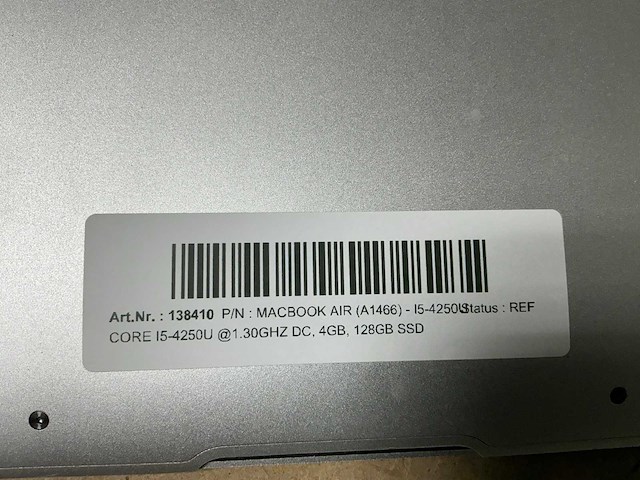 Art.Nr. : 138410 P/N : MACBOOK AIR (A1466) - I5-4250U Status : REF
CORE I5-4250U @1.30GHZ DC, 4GB, 128GB SSD